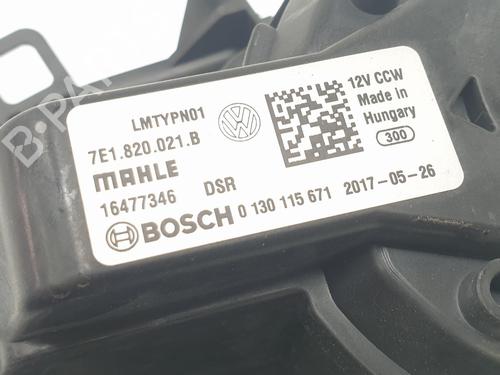 LMTYPN01
7E1.820.021.B
MAHLE
16477346 DSR
BOSCH 0 130 115 671 2017-05-26
12V CCW
Made in
Hungary
300
B-PARTS